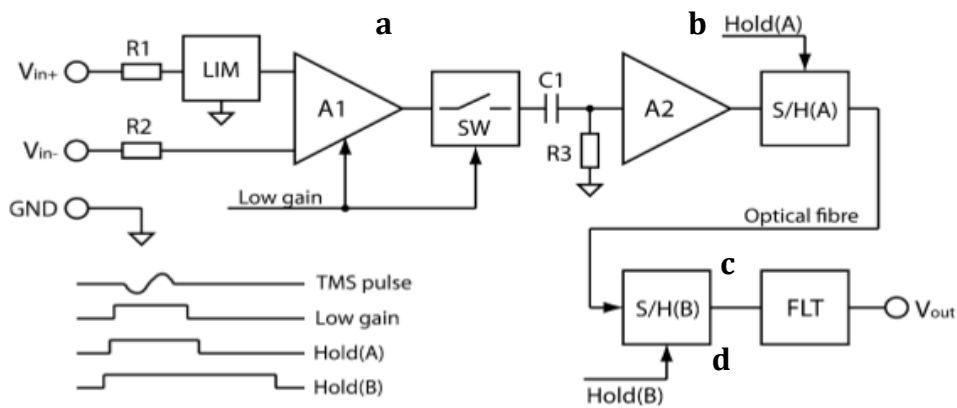 a
b
Hold(A)
R1
Vin+
LIM
C1
A1
SW
A2
S/H(A)
R2
Vin-
R3
Low gain
GND
Optical fibre
TMS pulse
Low gain
Hold(A)
Hold(B)
c
S/H(B)
FLT
Vout
d
Hold(B)